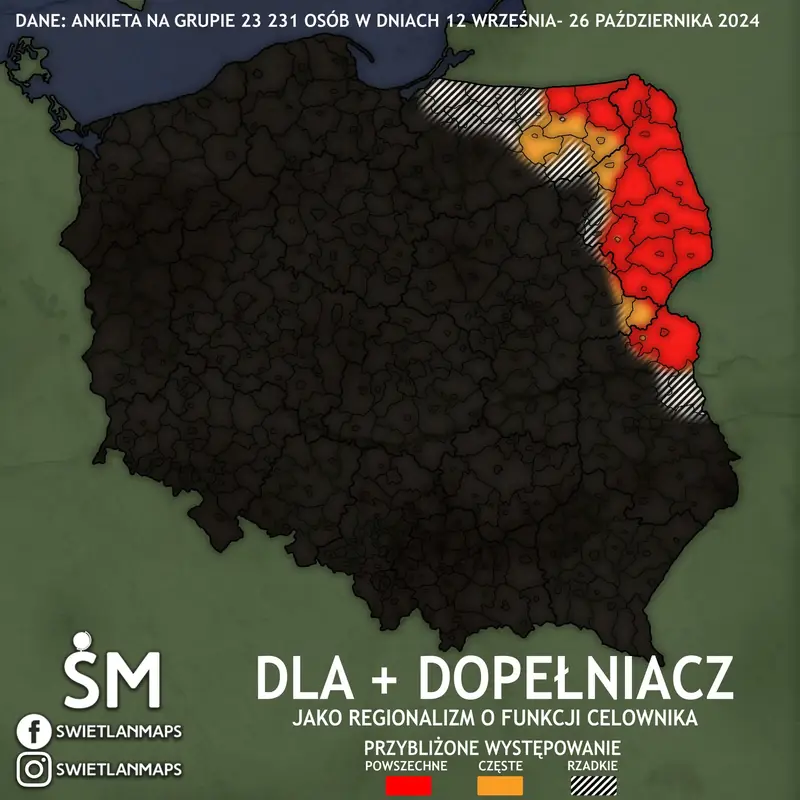 DANE: ANKIETA NA GRUPIE 23 231 OSÓB W DNIACH 12 WRZEŚNIA- 26 PAŹDZIERNIKA 2024
ŚM
SWIETLANMAPS
SWIETLANMAPS
DLA + DOPEŁNIACZ
JAKO REGIONALIZM O FUNKCJI CELOWNIKA
PRZYBLIŻONE WYSTĘPOWANIE
POWSZECHNE CZĘSTE RZADKIE